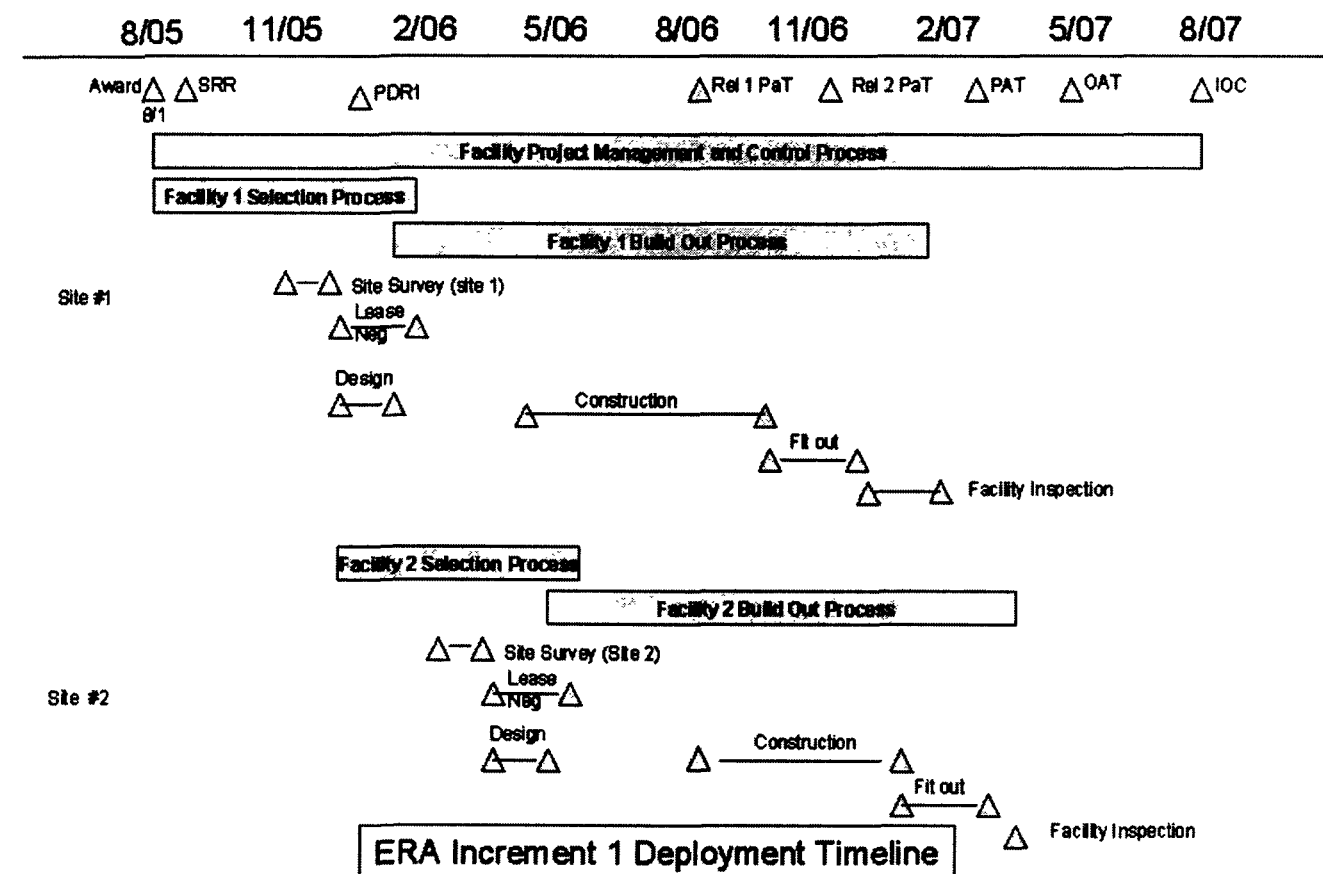 8/05 11/05 2/06 5/06 8/06 11/06 2/07 5/07 8/07
Award SRR PDR1 Rel 1 PaT Rel 2 PaT PAT OAT IOC
8/1
Facility Project Management and Control Process
Facility 1 Selection Process
Facility 1 Build Out Process
Site #1
Site Survey (site 1)
Lease
Neg
Design
Construction
Fit out
Facility Inspection
Facility 2 Selection Process
Facility 2 Build Out Process
Site Survey (Site 2)
Site #2
Lease
Neg
Design
Construction
Fit out
Facility Inspection
ERA Increment 1 Deployment Timeline